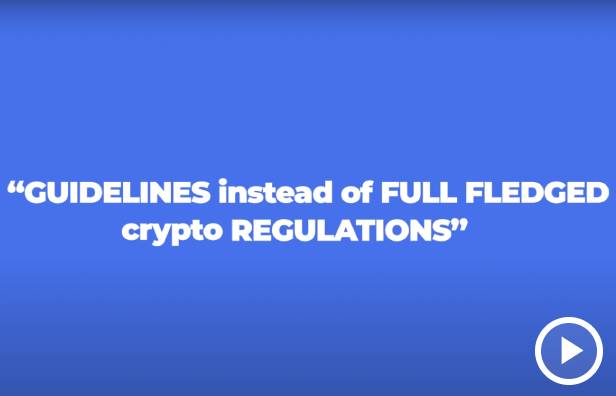 “GUIDELINES instead of FULL FLEDGED
crypto REGULATIONS”